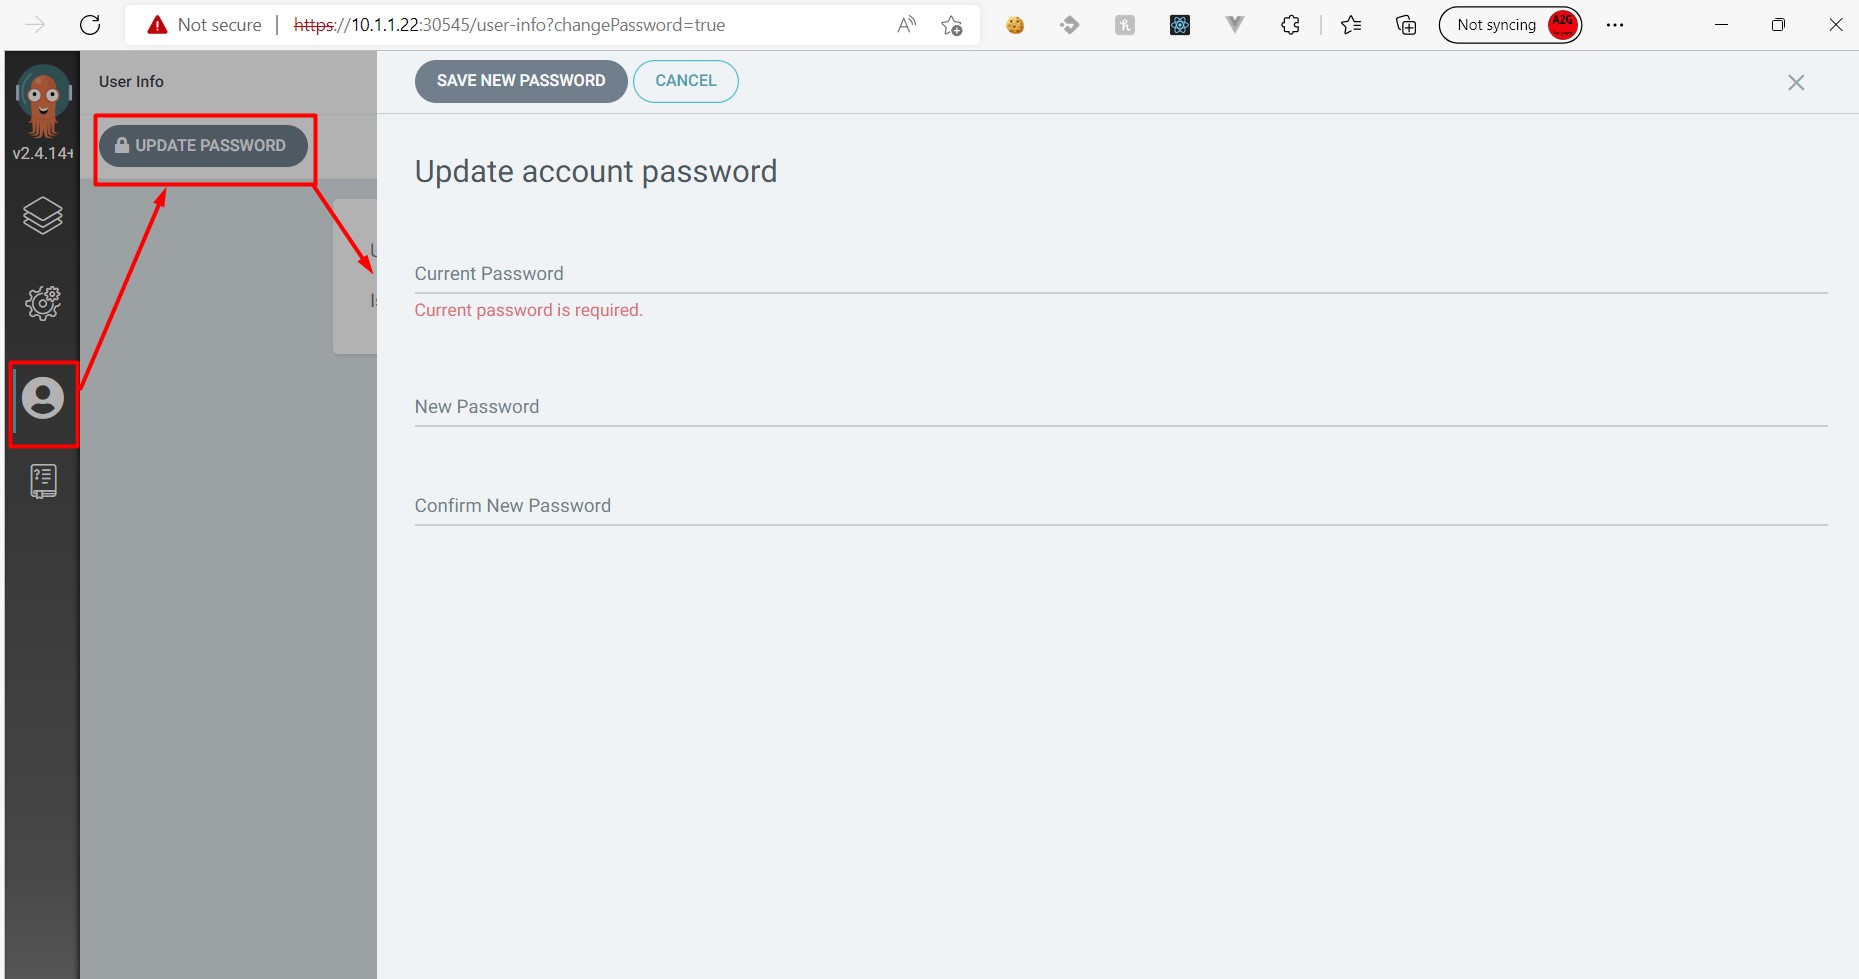 Not secure | https://10.1.1.22:30545/user-info?changePassword=true
Not syncing
A2G
User Info
SAVE NEW PASSWORD
CANCEL
v2.4.14+
UPDATE PASSWORD
Update account password
Current Password
Current password is required.
New Password
Confirm New Password